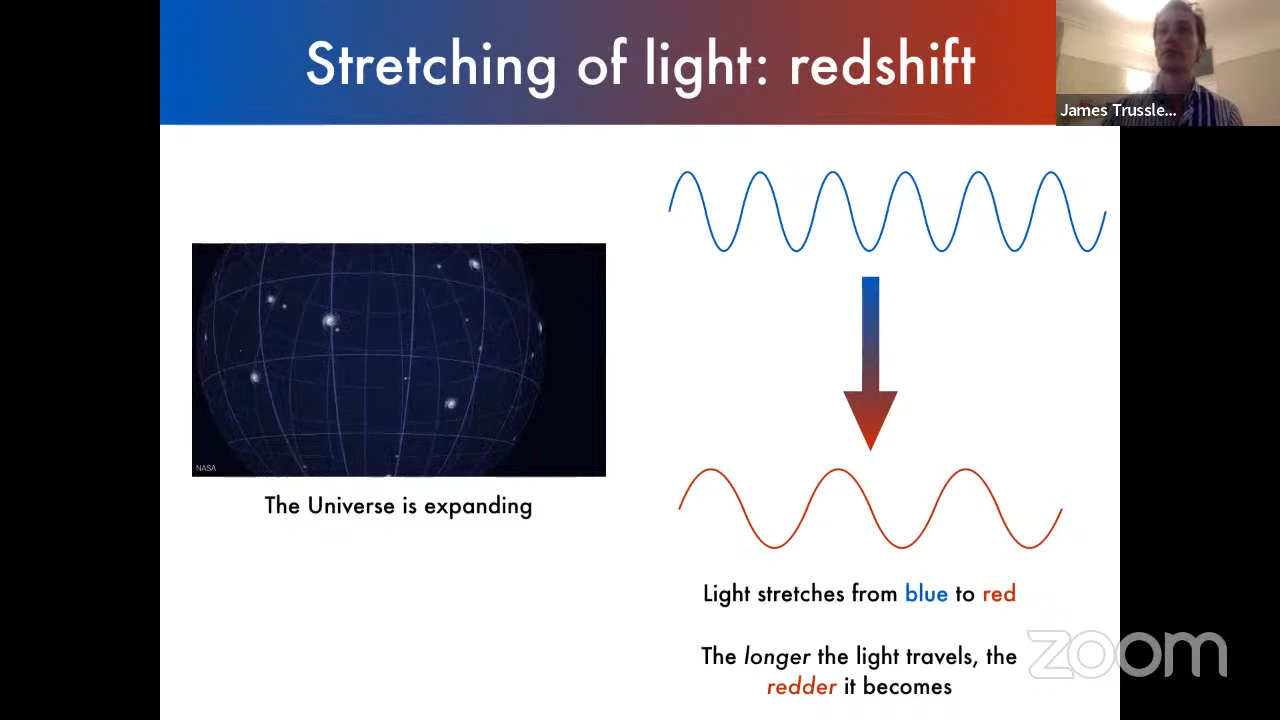 Stretching of light: redshift
James Trussle...
NASA
The Universe is expanding
Light stretches from blue to red
The longer the light travels, the
redder it becomes
zoom